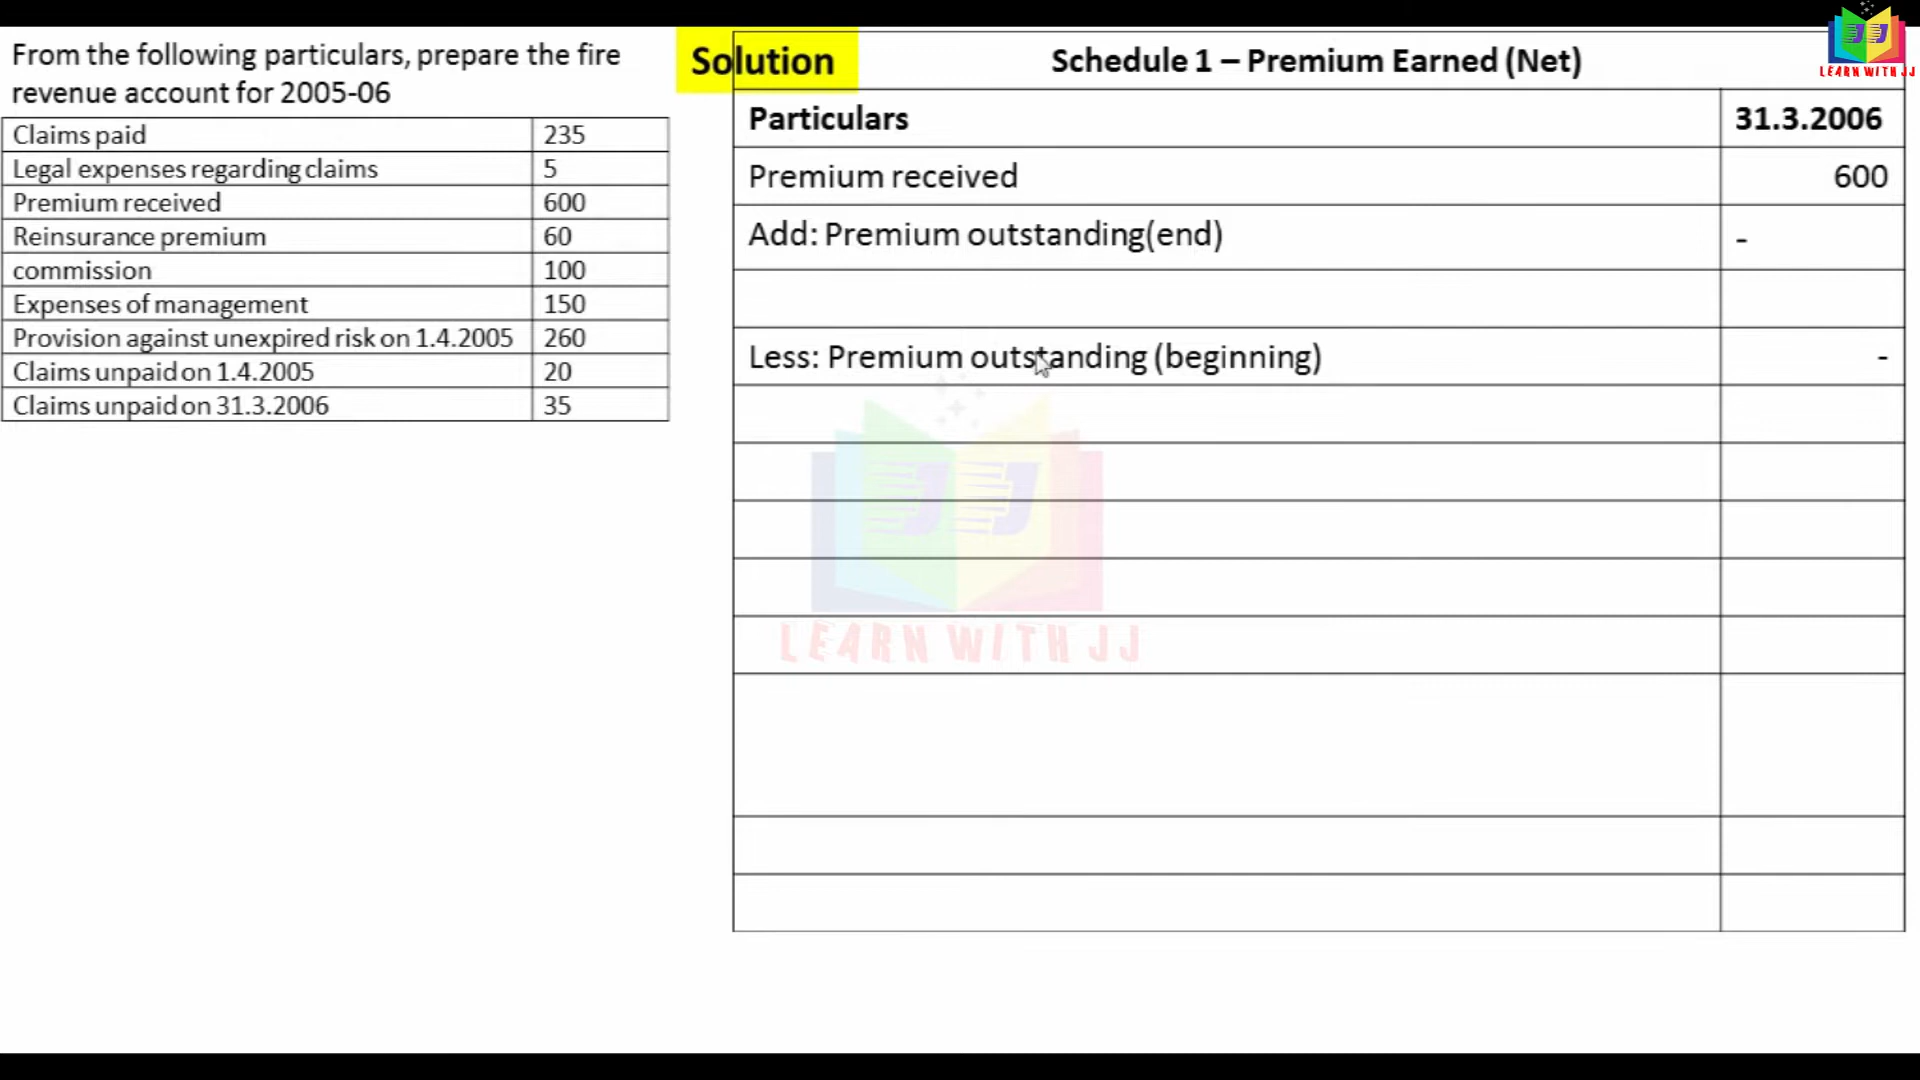 From the following particulars, prepare the fire
revenue account for 2005-06
Claims paid 235
Legal expenses regarding claims 5
Premium received 600
Reinsurance premium 60
commission 100
Expenses of management 150
Provision against unexpired risk on 1.4.2005 260
Claims unpaid on 1.4.2005 20
Claims unpaid on 31.3.2006 35
Solution
Schedule 1 – Premium Earned (Net)
Particulars 31.3.2006
Premium received 600
Add: Premium outstanding(end) -
Less: Premium outstanding (beginning) -
JJ
LEARN WITH JJ
JJ
LEARN WITH JJ